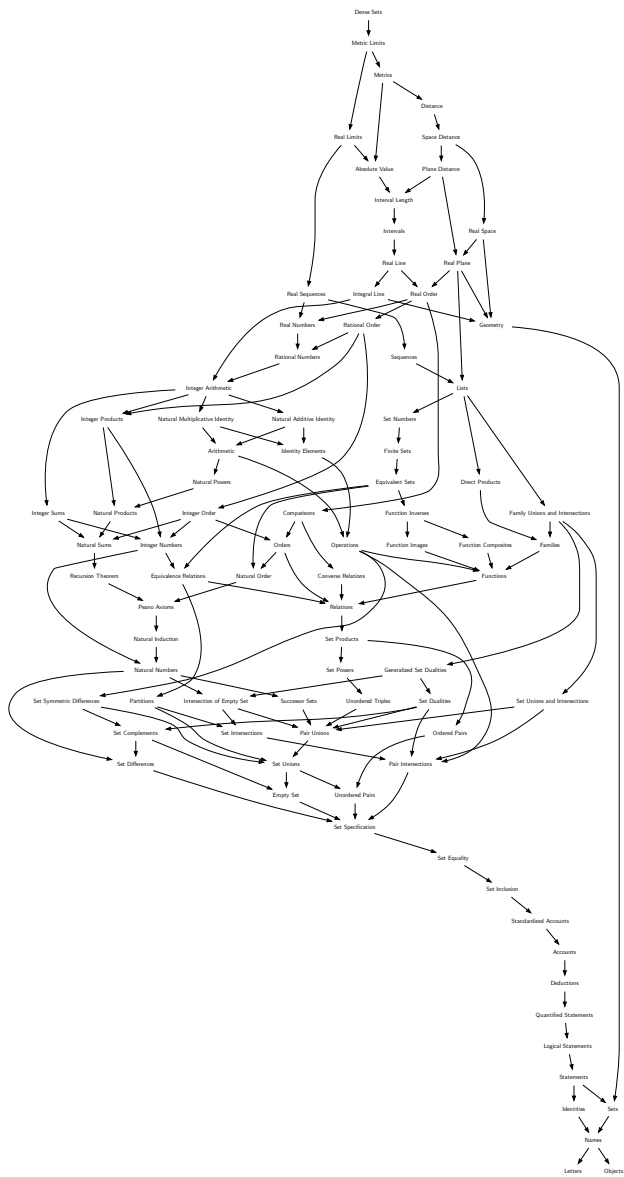 Dense Sets
Metric Limits
Metrics
Distance
Real Limits
Space Distance
Absolute Value
Plane Distance
Interval Length
Intervals
Real Space
Real Line
Real Plane
Real Sequences
Integral Line
Real Order
Real Numbers
Rational Order
Geometry
Rational Numbers
Sequences
Integer Arithmetic
Lists
Integer Products
Natural Multiplicative Identity
Natural Additive Identity
Set Numbers
Arithmetic
Identity Elements
Finite Sets
Natural Powers
Equivalent Sets
Direct Products
Integer Sums
Natural Products
Integer Order
Comparisons
Function Inverses
Family Unions and Intersections
Natural Sums
Integer Numbers
Orders
Operations
Function Images
Function Composites
Families
Recursion Theorem
Equivalence Relations
Natural Order
Converse Relations
Functions
Peano Axioms
Relations
Natural Induction
Set Products
Natural Numbers
Set Powers
Generalized Set Dualities
Set Symmetric Differences
Partitions
Intersection of Empty Set
Successor Sets
Unordered Triples
Set Dualities
Set Unions and Intersections
Set Complements
Set Intersections
Pair Unions
Ordered Pairs
Set Differences
Set Unions
Pair Intersections
Empty Set
Unordered Pairs
Set Specification
Set Equality
Set Inclusion
Standardized Accounts
Accounts
Deductions
Quantified Statements
Logical Statements
Statements
Identities
Sets
Names
Letters
Objects